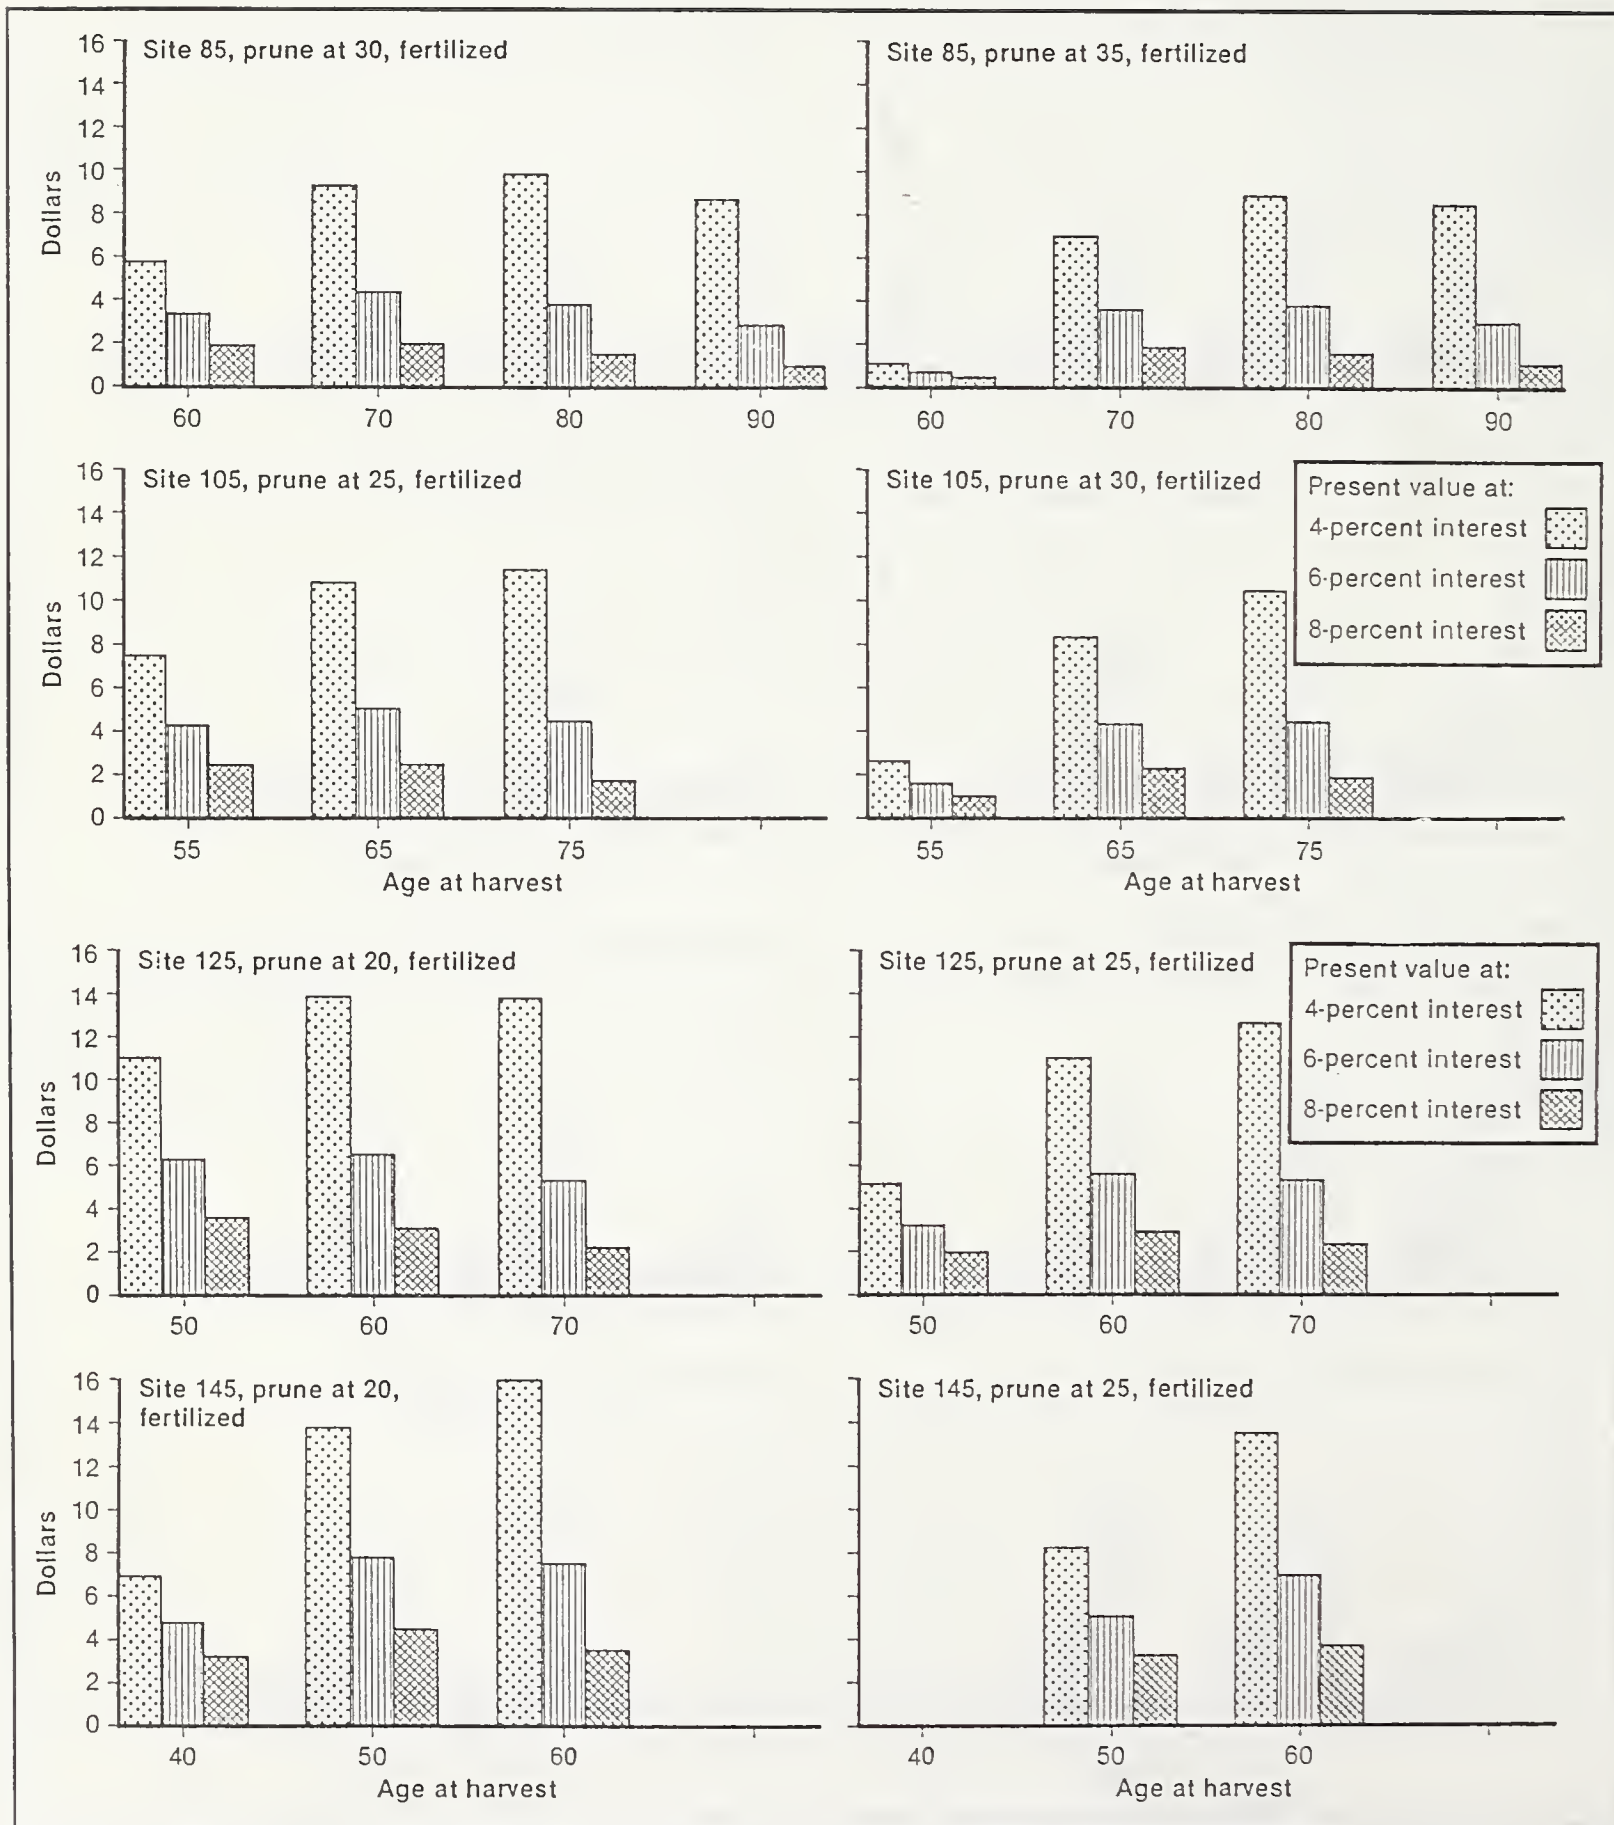 Site 85, prune at 30, fertilized
16
14
12
10
8
6
4
2
0
Dollars
60 70 80 90
Site 85, prune at 35, fertilized
60 70 80 90
Site 105, prune at 25, fertilized
16
14
12
10
8
6
4
2
0
Dollars
55 65 75
Age at harvest
Site 105, prune at 30, fertilized
55 65 75
Age at harvest
Present value at:
4-percent interest
6-percent interest
8-percent interest
Site 125, prune at 20, fertilized
16
14
12
10
8
6
4
2
0
Dollars
50 60 70
Site 125, prune at 25, fertilized
50 60 70
Present value at:
4-percent interest
6-percent interest
8-percent interest
Site 145, prune at 20,
fertilized
16
14
12
10
8
6
4
2
0
Dollars
40 50 60
Age at harvest
Site 145, prune at 25, fertilized
40 50 60
Age at harvest